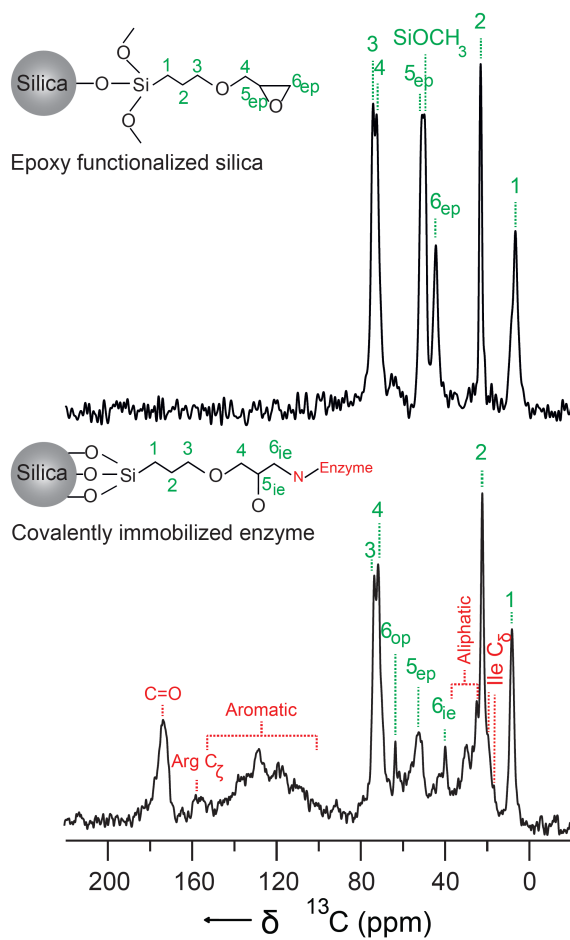 3 4 SiOCH3 5ep 6ep 2 1
Silica O Si O O 1 2 3 O 4 5ep 6ep O
Epoxy functionalized silica
Silica O O O Si 1 2 3 O 4 5ie O 6ie N Enzyme
Covalently immobilized enzyme
3 4 6op 5ep 6ie 2 1
C=O
Arg Cζ
Aromatic
Aliphatic
Ile Cδ
200 160 120 80 40 0
δ 13C (ppm)